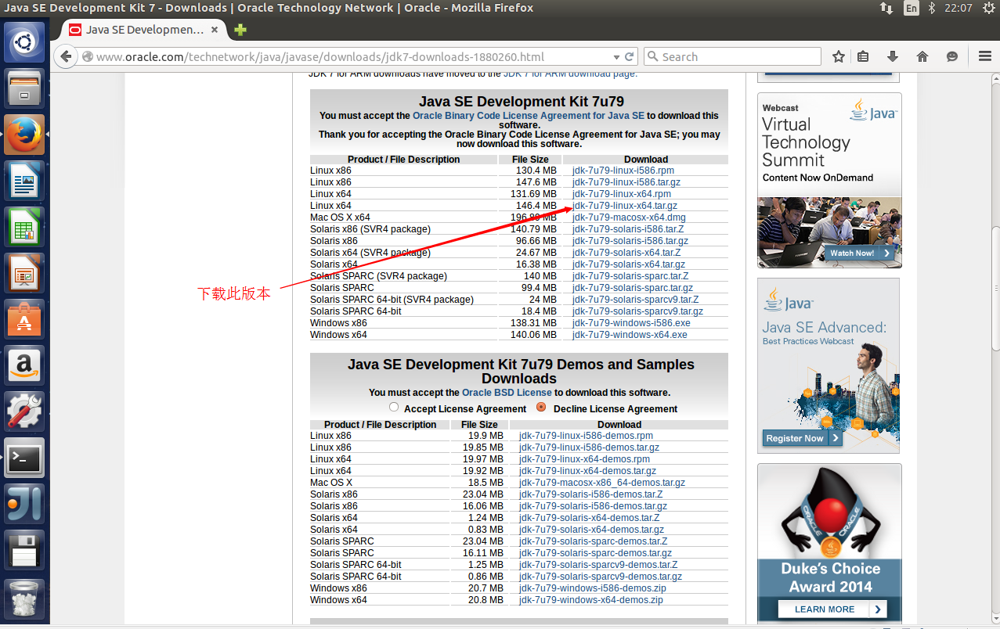 Java SE Development Kit 7 - Downloads | Oracle Technology Network | Oracle - Mozilla Firefox
En
22:07
Java SE Developmen...
www.oracle.com/technetwork/java/javase/downloads/jdk7-downloads-1880260.html
Search
JDK 7 for ARM downloads have moved to the JDK 7 for ARM download page.
Java SE Development Kit 7u79
You must accept the Oracle Binary Code License Agreement for Java SE to download this
software.
Thank you for accepting the Oracle Binary Code License Agreement for Java SE; you may
now download this software.
Product / File Description File Size Download
Linux x86 130.4 MB jdk-7u79-linux-i586.rpm
Linux x86 147.6 MB jdk-7u79-linux-i586.tar.gz
Linux x64 131.69 MB jdk-7u79-linux-x64.rpm
Linux x64 146.4 MB jdk-7u79-linux-x64.tar.gz
Mac OS X x64 196.89 MB jdk-7u79-macosx-x64.dmg
Solaris x86 (SVR4 package) 140.79 MB jdk-7u79-solaris-i586.tar.Z
Solaris x86 96.66 MB jdk-7u79-solaris-i586.tar.gz
Solaris x64 (SVR4 package) 24.67 MB jdk-7u79-solaris-x64.tar.Z
Solaris x64 16.38 MB jdk-7u79-solaris-x64.tar.gz
Solaris SPARC (SVR4 package) 140 MB jdk-7u79-solaris-sparc.tar.Z
Solaris SPARC 99.4 MB jdk-7u79-solaris-sparc.tar.gz
Solaris SPARC 64-bit (SVR4 package) 24 MB jdk-7u79-solaris-sparcv9.tar.Z
Solaris SPARC 64-bit 18.4 MB jdk-7u79-solaris-sparcv9.tar.gz
Windows x86 138.31 MB jdk-7u79-windows-i586.exe
Windows x64 140.06 MB jdk-7u79-windows-x64.exe
下载此版本
Java SE Development Kit 7u79 Demos and Samples
Downloads
You must accept the Oracle BSD License to download this software.
Accept License Agreement Decline License Agreement
Product / File Description File Size Download
Linux x86 19.9 MB jdk-7u79-linux-i586-demos.rpm
Linux x86 19.85 MB jdk-7u79-linux-i586-demos.tar.gz
Linux x64 19.97 MB jdk-7u79-linux-x64-demos.rpm
Linux x64 19.92 MB jdk-7u79-linux-x64-demos.tar.gz
Mac OS X 18.5 MB jdk-7u79-macosx-x86_64-demos.tar.gz
Solaris x86 23.04 MB jdk-7u79-solaris-i586-demos.tar.Z
Solaris x86 16.06 MB jdk-7u79-solaris-i586-demos.tar.gz
Solaris x64 1.24 MB jdk-7u79-solaris-x64-demos.tar.Z
Solaris x64 0.83 MB jdk-7u79-solaris-x64-demos.tar.gz
Solaris SPARC 23.04 MB jdk-7u79-solaris-sparc-demos.tar.Z
Solaris SPARC 16.11 MB jdk-7u79-solaris-sparc-demos.tar.gz
Solaris SPARC 64-bit 1.25 MB jdk-7u79-solaris-sparcv9-demos.tar.Z
Solaris SPARC 64-bit 0.86 MB jdk-7u79-solaris-sparcv9-demos.tar.gz
Windows x86 20.7 MB jdk-7u79-windows-i586-demos.zip
Windows x64 20.8 MB jdk-7u79-windows-x64-demos.zip
Webcast
Java
Virtual
Technology
Summit
Content Now OnDemand
Watch Now!
Java
Java SE Advanced:
Best Practices Webcast
Register Now
ORACLE
ORACLE
Duke's Choice
Award 2014
LEARN MORE